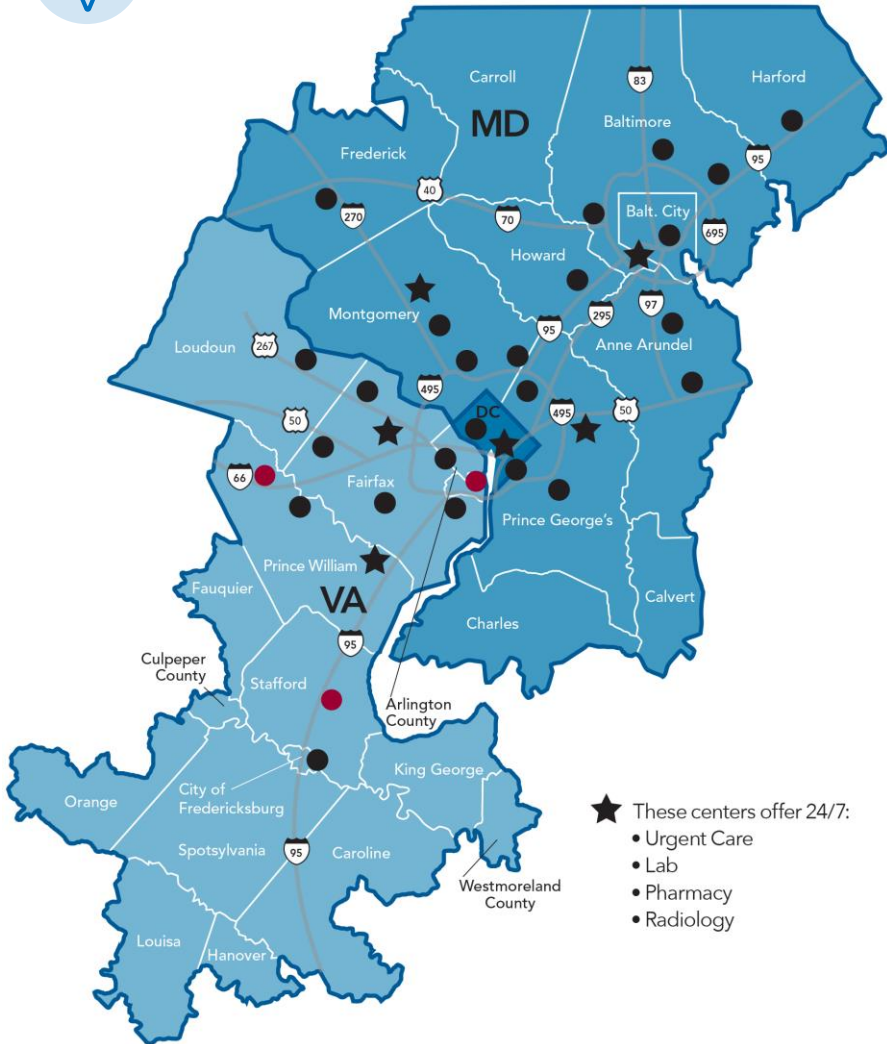 Carroll
83
Harford
MD
Baltimore
Frederick
95
40
270
70
Balt. City
695
Howard
Montgomery
97
295
95
Loudoun
267
Anne Arundel
495
50
DC
495
50
66
Fairfax
Prince George's
Prince William
Fauquier
VA
Calvert
Charles
95
Culpeper
County
Stafford
Arlington
County
King George
City of
Fredericksburg
Orange
Spotsylvania
95
Caroline
Westmoreland
County
Louisa
Hanover
These centers offer 24/7:
• Urgent Care
• Lab
• Pharmacy
• Radiology